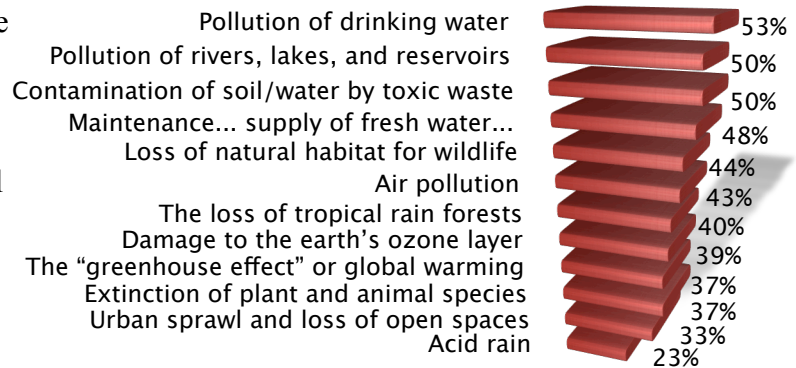 e
Pollution of drinking water 53%
Pollution of rivers, lakes, and reservoirs 50%
Contamination of soil/water by toxic waste 50%
Maintenance... supply of fresh water... 48%
Loss of natural habitat for wildlife 44%
Air pollution 43%
The loss of tropical rain forests 40%
Damage to the earth's ozone layer 39%
The “greenhouse effect” or global warming 37%
Extinction of plant and animal species 37%
Urban sprawl and loss of open spaces 33%
Acid rain 23%